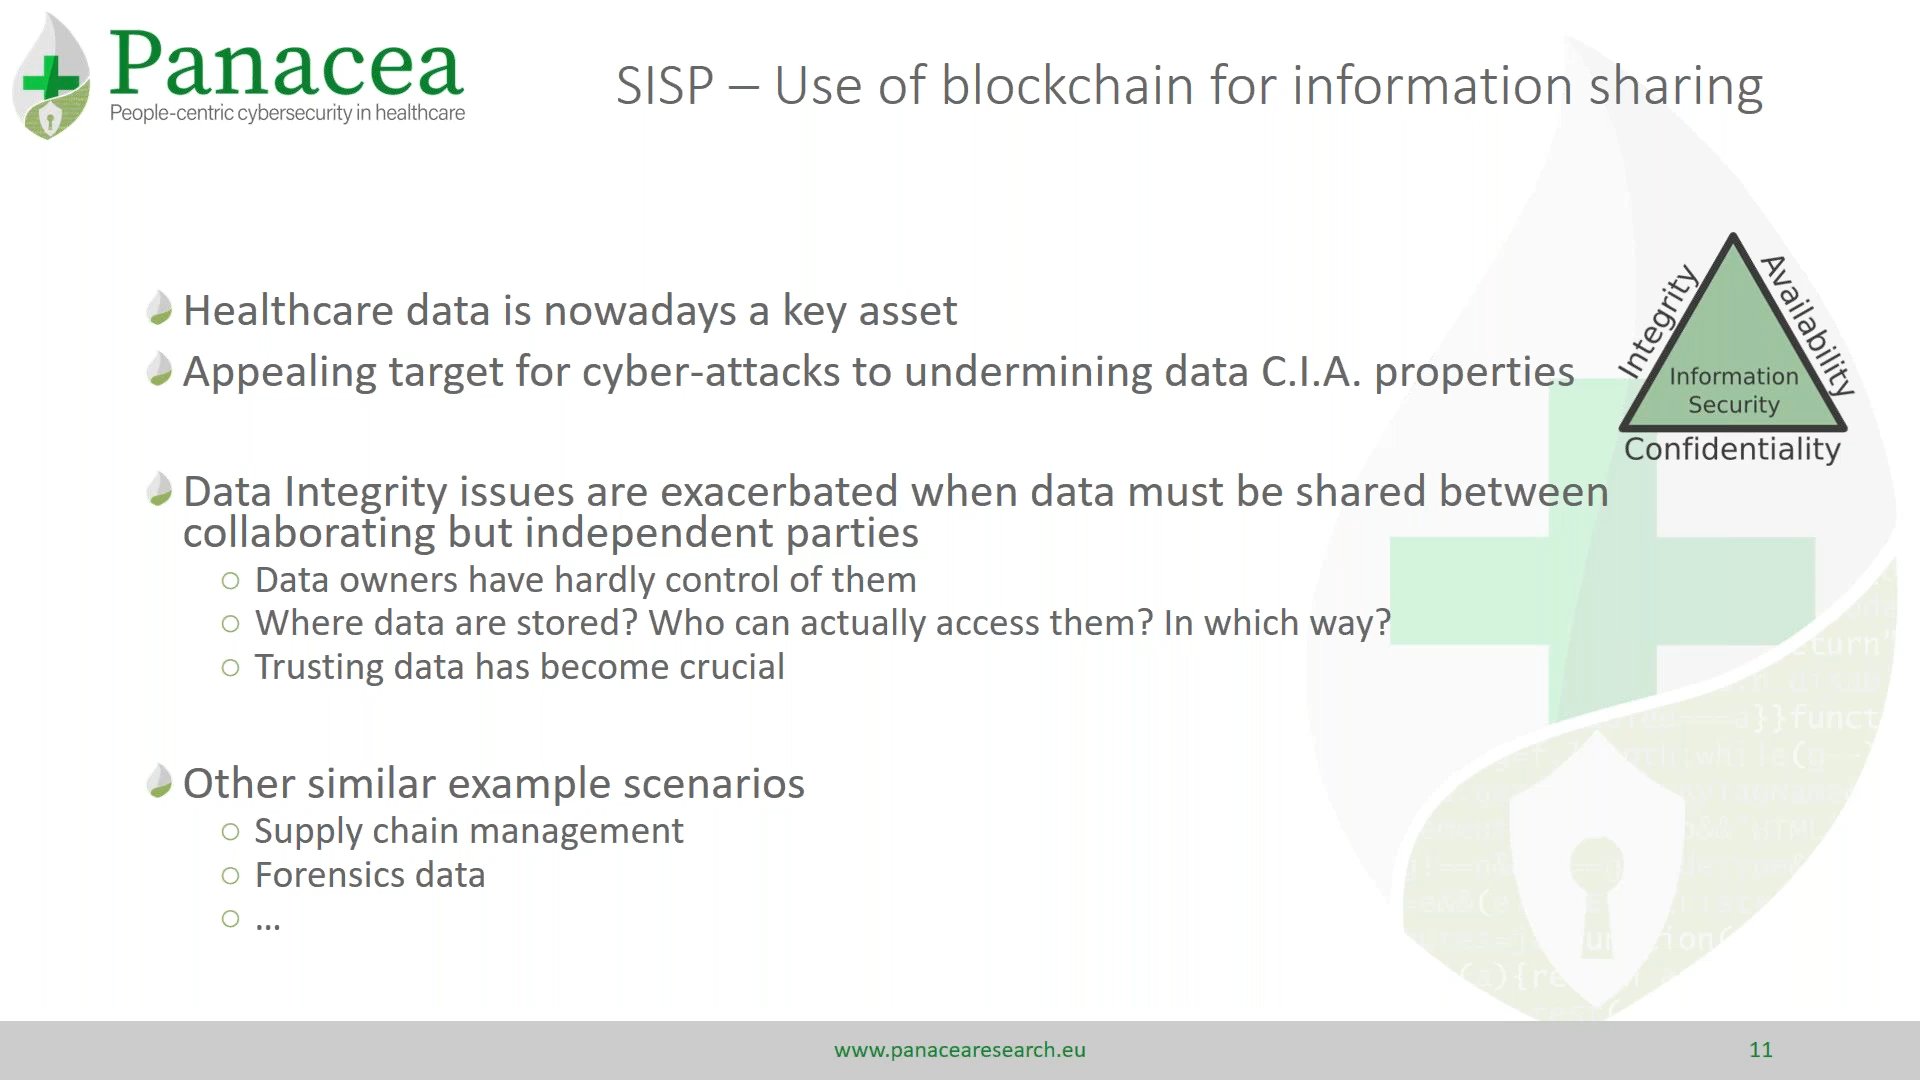 Panacea
People-centric cybersecurity in healthcare
SISP – Use of blockchain for information sharing
Healthcare data is nowadays a key asset
Appealing target for cyber-attacks to undermining data C.I.A. properties
Integrity
Availability
Information
Security
Confidentiality
Data Integrity issues are exacerbated when data must be shared between
collaborating but independent parties
Data owners have hardly control of them
Where data are stored? Who can actually access them? In which way?
Trusting data has become crucial
Other similar example scenarios
Supply chain management
Forensics data
...
www.panacearesearch.eu
11